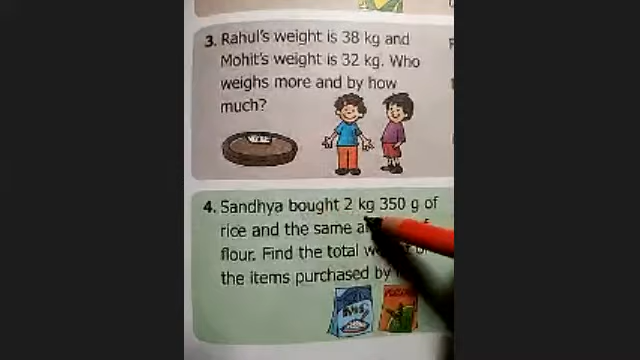 3. Rahul's weight is 38 kg and
Mohit's weight is 32 kg. Who
weighs more and by how
much?
4. Sandhya bought 2 kg 350 g of
rice and the same
flour. Find the total
the items purchased by